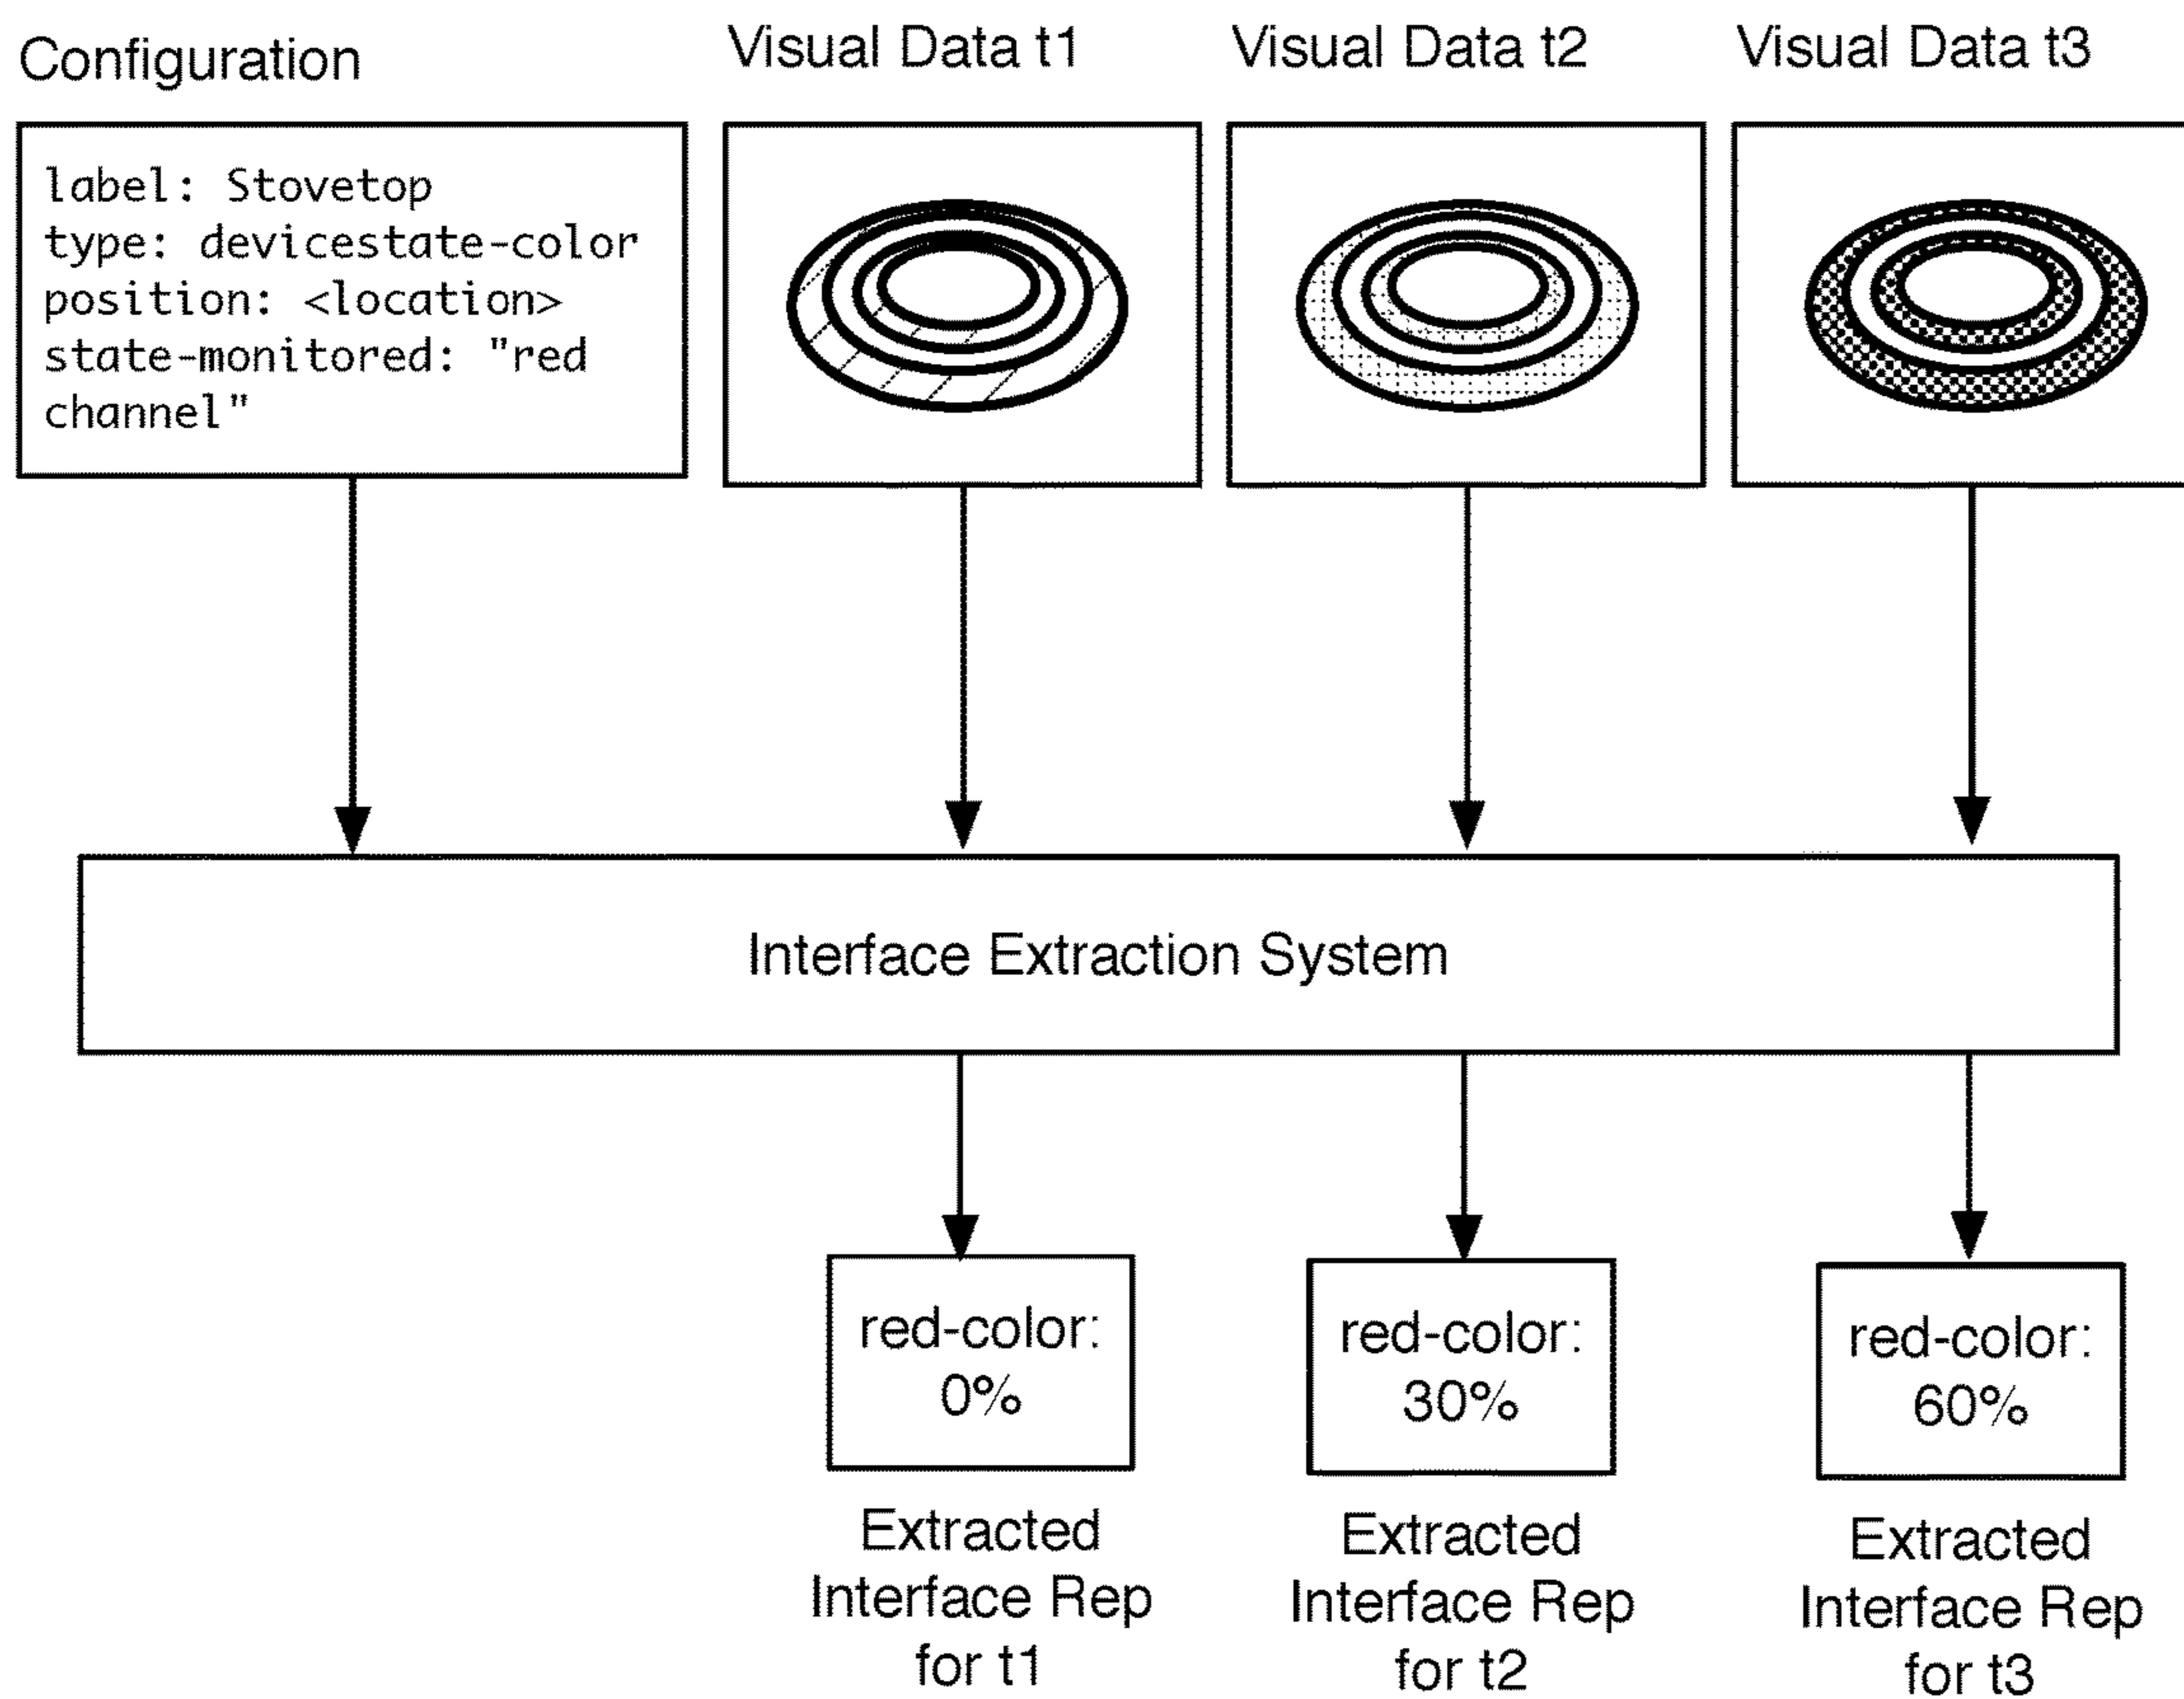 Configuration
Visual Data t1
Visual Data t2
Visual Data t3
label: Stovetop
type: devicestate-color
position: <location>
state-monitored: "red
channel"
Interface Extraction System
red-color:
0%
red-color:
30%
red-color:
60%
Extracted
Interface Rep
for t1
Extracted
Interface Rep
for t2
Extracted
Interface Rep
for t3